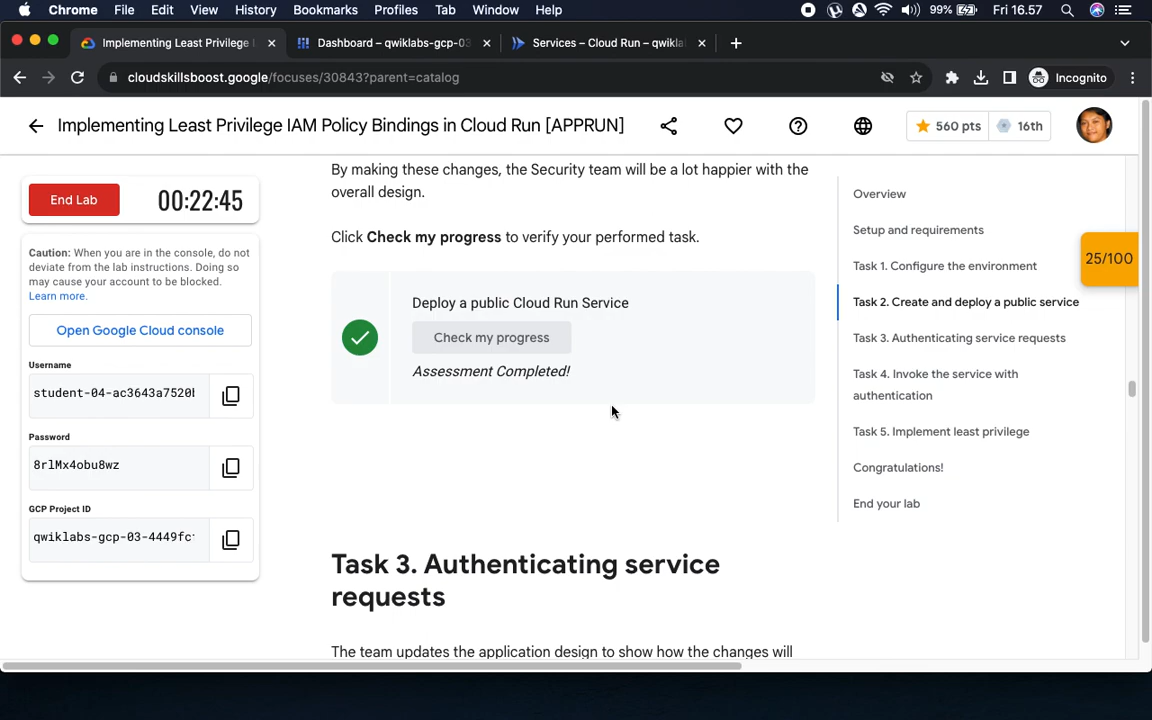 Chrome File Edit View History Bookmarks Profiles Tab Window Help
99% Fri 16.57
Implementing Least Privilege
Dashboard – qwiklabs-gcp-03
Services – Cloud Run – qwikla
cloudskillsboost.google/focuses/30843?parent=catalog
Incognito
Implementing Least Privilege IAM Policy Bindings in Cloud Run [APPRUN]
560 pts
16th
End Lab
00:22:45
Caution: When you are in the console, do not
deviate from the lab instructions. Doing so
may cause your account to be blocked.
Learn more.
Open Google Cloud console
Username
student-04-ac3643a7520
Password
8rlMx4obu8wz
GCP Project ID
qwiklabs-gcp-03-4449fc
By making these changes, the Security team will be a lot happier with the
overall design.
Click Check my progress to verify your performed task.
Deploy a public Cloud Run Service
Check my progress
Assessment Completed!
Task 3. Authenticating service
requests
The team updates the application design to show how the changes will
Overview
Setup and requirements
Task 1. Configure the environment
Task 2. Create and deploy a public service
Task 3. Authenticating service requests
Task 4. Invoke the service with
authentication
Task 5. Implement least privilege
Congratulations!
End your lab
25/100